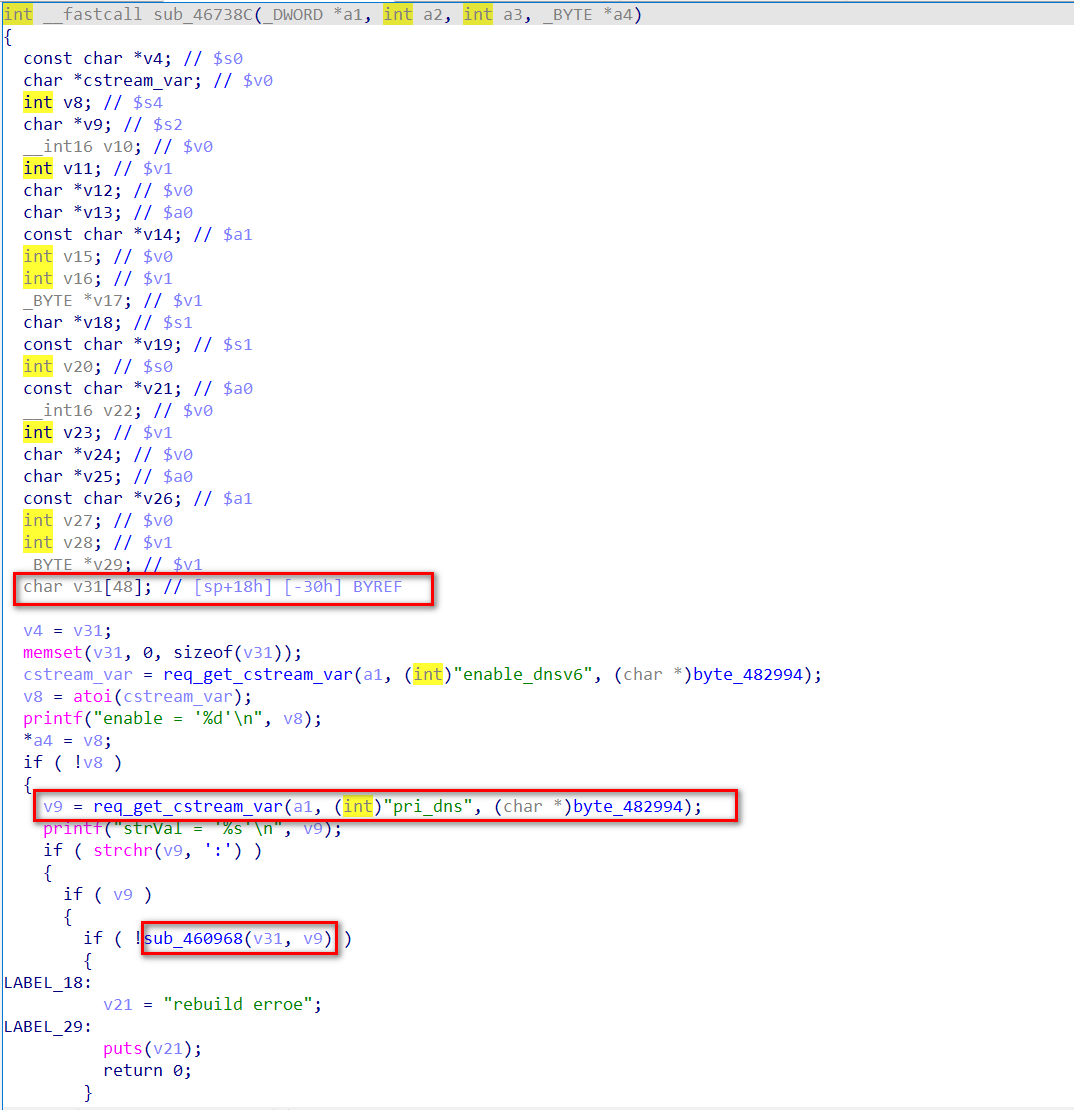 int __fastcall sub_46738C(_DWORD *a1, int a2, int a3, _BYTE *a4)
{
  const char *v4; // $s0
  char *cstream_var; // $v0
  int v8; // $s4
  char *v9; // $s2
  __int16 v10; // $v0
  int v11; // $v1
  char *v12; // $v0
  char *v13; // $a0
  const char *v14; // $a1
  int v15; // $v0
  int v16; // $v1
  _BYTE *v17; // $v1
  char *v18; // $s1
  const char *v19; // $s1
  int v20; // $s0
  const char *v21; // $a0
  __int16 v22; // $v0
  int v23; // $v1
  char *v24; // $v0
  char *v25; // $a0
  const char *v26; // $a1
  int v27; // $v0
  int v28; // $v1
  _BYTE *v29; // $v1
  char v31[48]; // [sp+18h] [-30h] BYREF

  v4 = v31;
  memset(v31, 0, sizeof(v31));
  cstream_var = req_get_cstream_var(a1, (int)"enable_dnsv6", (char *)byte_482994);
  v8 = atoi(cstream_var);
  printf("enable = '%d'\n", v8);
  *a4 = v8;
  if ( !v8 )
  {
    v9 = req_get_cstream_var(a1, (int)"pri_dns", (char *)byte_482994);
    printf("strVal = '%s'\n", v9);
    if ( strchr(v9, ':') )
    {
      if ( v9 )
      {
        if ( !sub_460968(v31, v9) )
        {
LABEL_18:
          v21 = "rebuild erroe";
LABEL_29:
          puts(v21);
          return 0;
        }